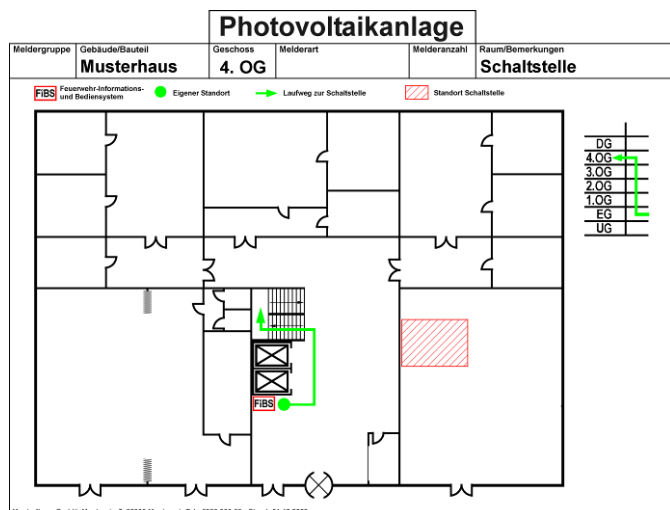 Photovoltaikanlage
Meldergruppe Gebäude/Bauteil Geschoss Melderart Melderanzahl Raum/Bemerkungen
Musterhaus 4. OG Schaltstelle
FiBS Feuerwehr-Informations- und Bediensystem Eigener Standort Laufweg zur Schaltstelle Standort Schaltstelle
DG
4.OG
3.OG
2.OG
1.OG
EG
UG
FiBS